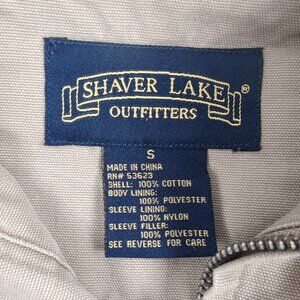 SHAVER LAKE®
OUTFITTERS
S
MADE IN CHINA
RN# 53623
SHELL: 100% COTTON
BODY LINING:
100% POLYESTER
SLEEVE LINING:
100% NYLON
SLEEVE FILLER:
100% POLYESTER
SEE REVERSE FOR CARE